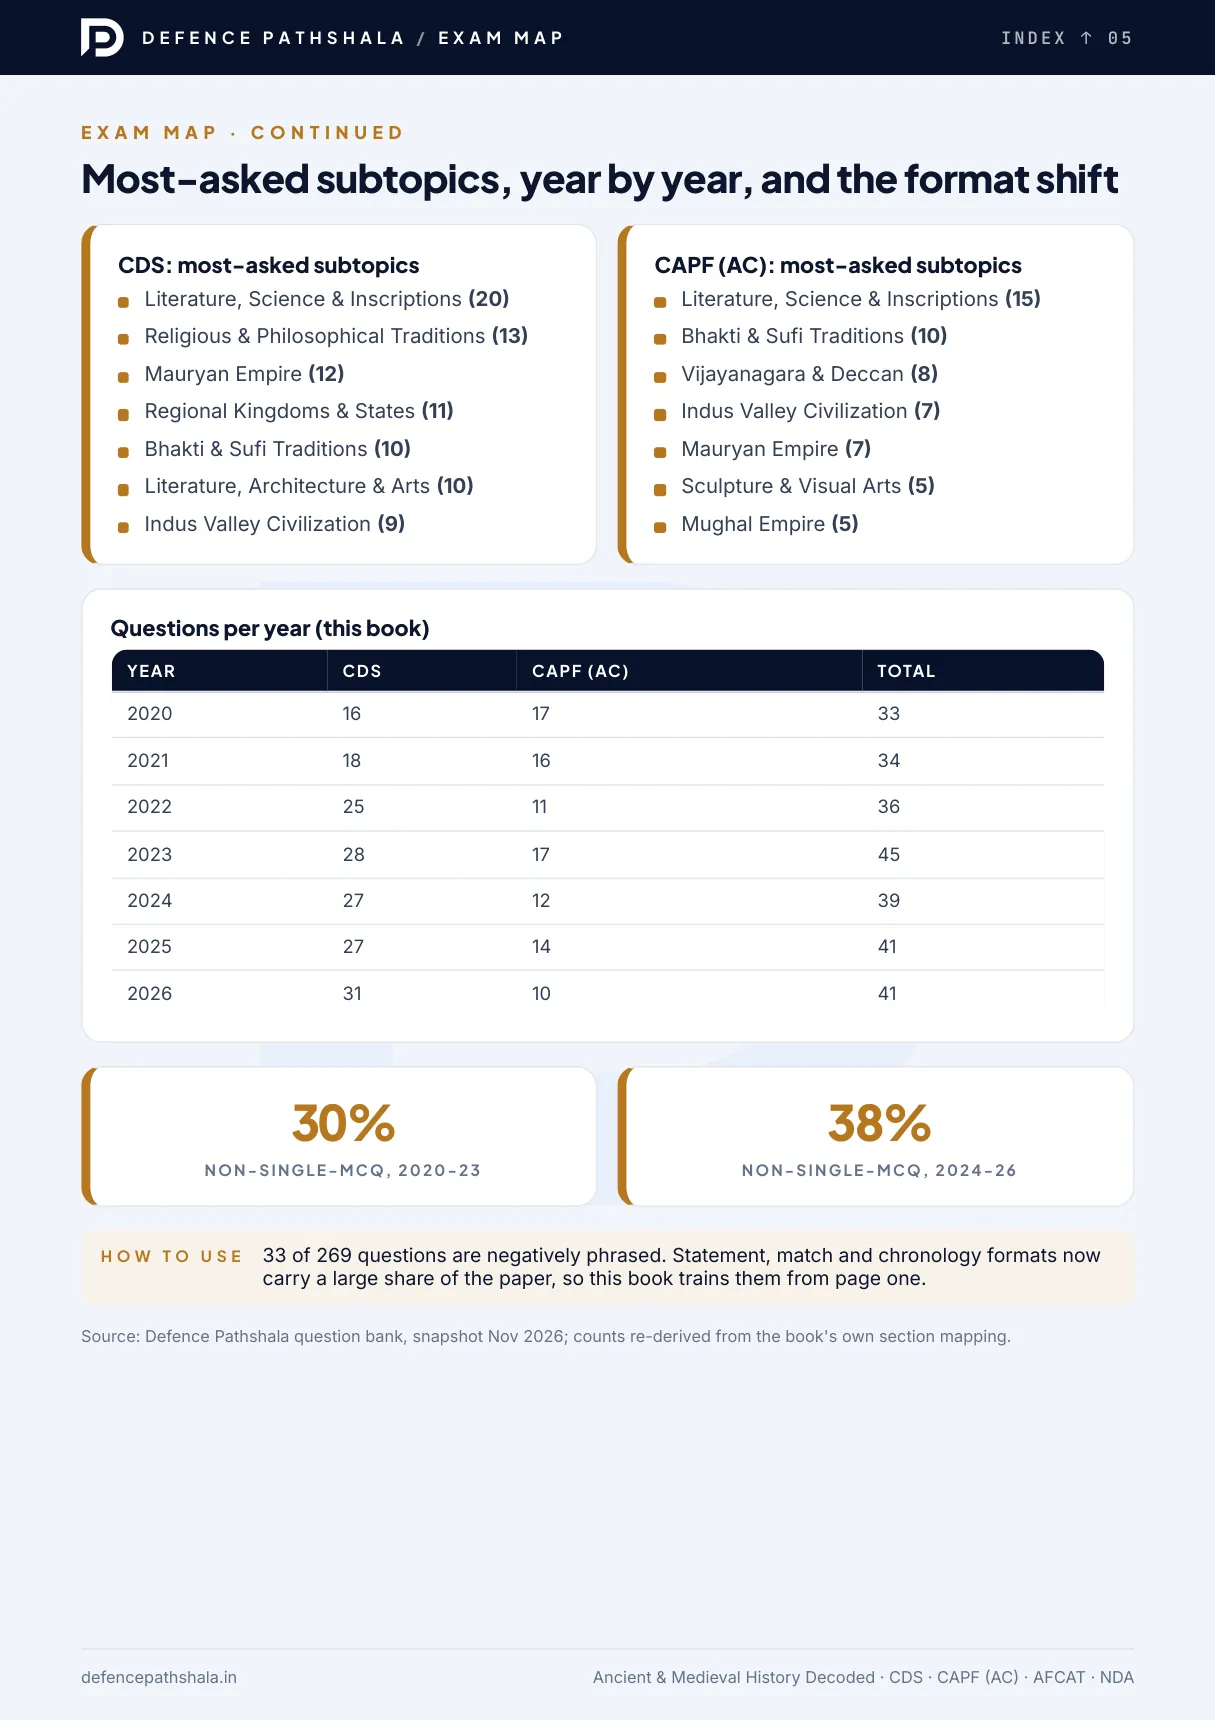 DEFENCE PATHSHALA / EXAM MAP
INDEX ↑ 05
EXAM MAP · CONTINUED
Most-asked subtopics, year by year, and the format shift
CDS: most-asked subtopics
Literature, Science & Inscriptions (20)
Religious & Philosophical Traditions (13)
Mauryan Empire (12)
Regional Kingdoms & States (11)
Bhakti & Sufi Traditions (10)
Literature, Architecture & Arts (10)
Indus Valley Civilization (9)
CAPF (AC): most-asked subtopics
Literature, Science & Inscriptions (15)
Bhakti & Sufi Traditions (10)
Vijayanagara & Deccan (8)
Indus Valley Civilization (7)
Mauryan Empire (7)
Sculpture & Visual Arts (5)
Mughal Empire (5)
Questions per year (this book)
YEAR CDS CAPF (AC) TOTAL
2020 16 17 33
2021 18 16 34
2022 25 11 36
2023 28 17 45
2024 27 12 39
2025 27 14 41
2026 31 10 41
30%
NON-SINGLE-MCQ, 2020-23
38%
NON-SINGLE-MCQ, 2024-26
HOW TO USE 33 of 269 questions are negatively phrased. Statement, match and chronology formats now
carry a large share of the paper, so this book trains them from page one.
Source: Defence Pathshala question bank, snapshot Nov 2026; counts re-derived from the book's own section mapping.
defencepathshala.in
Ancient & Medieval History Decoded · CDS · CAPF (AC) · AFCAT · NDA